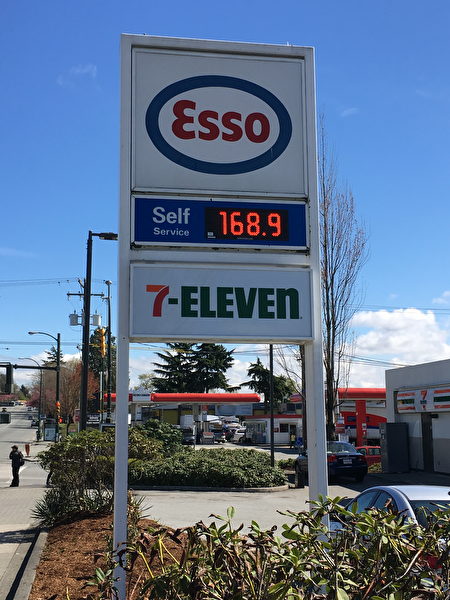 Esso
Self
Service
168.9
7-ELEVEn